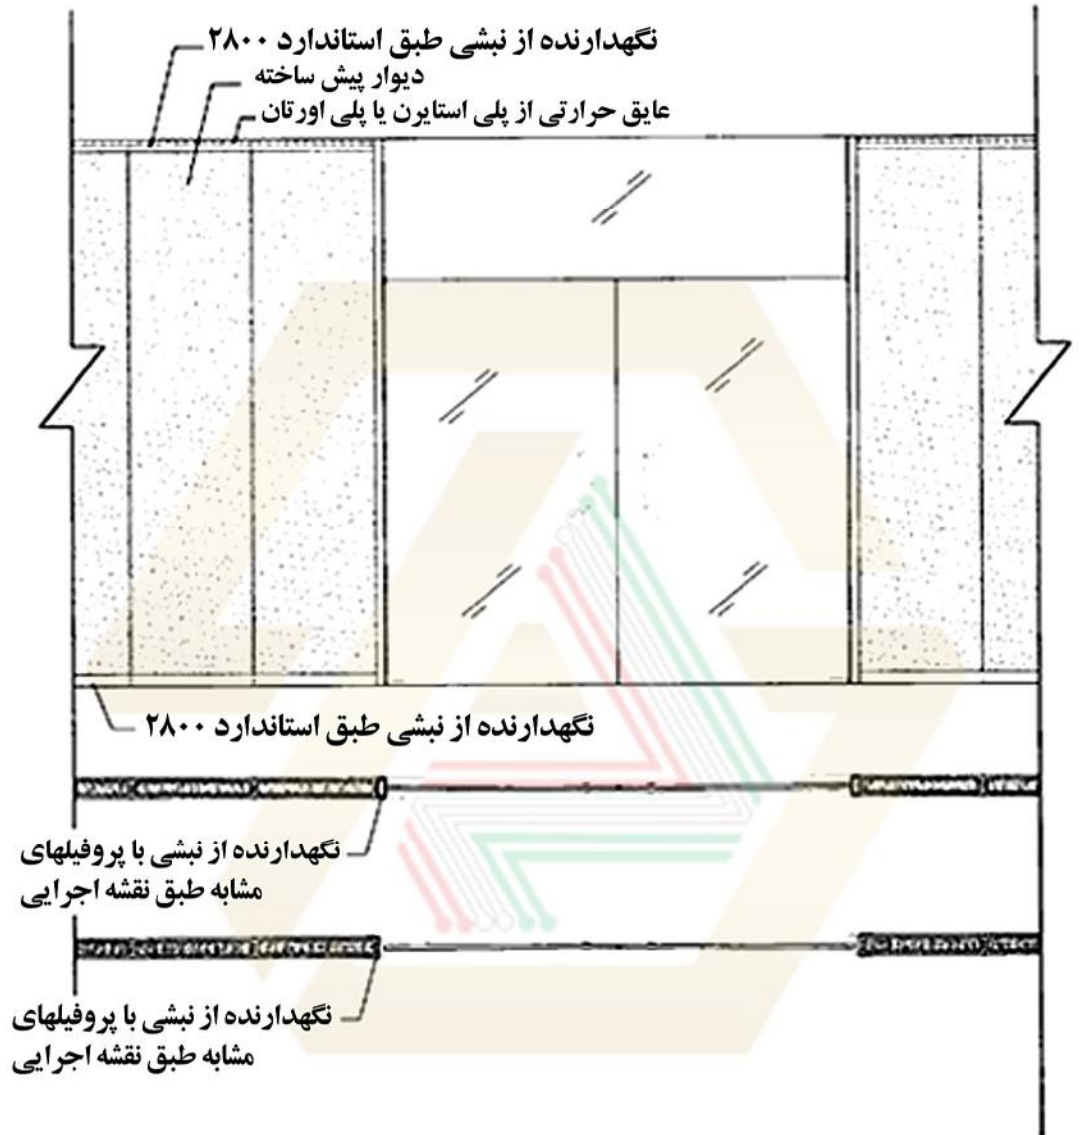 نگهدارنده از نبشی طبق استاندارد ۲۸۰۰
دیوار پیش ساخته
عایق حرارتی از پلی استایرن یا پلی اورتان
نگهدارنده از نبشی طبق استاندارد ۲۸۰۰
نگهدارنده از نبشی با پروفیلهای
مشابه طبق نقشه اجرایی
نگهدارنده از نبشی با پروفیلهای
مشابه طبق نقشه اجرایی